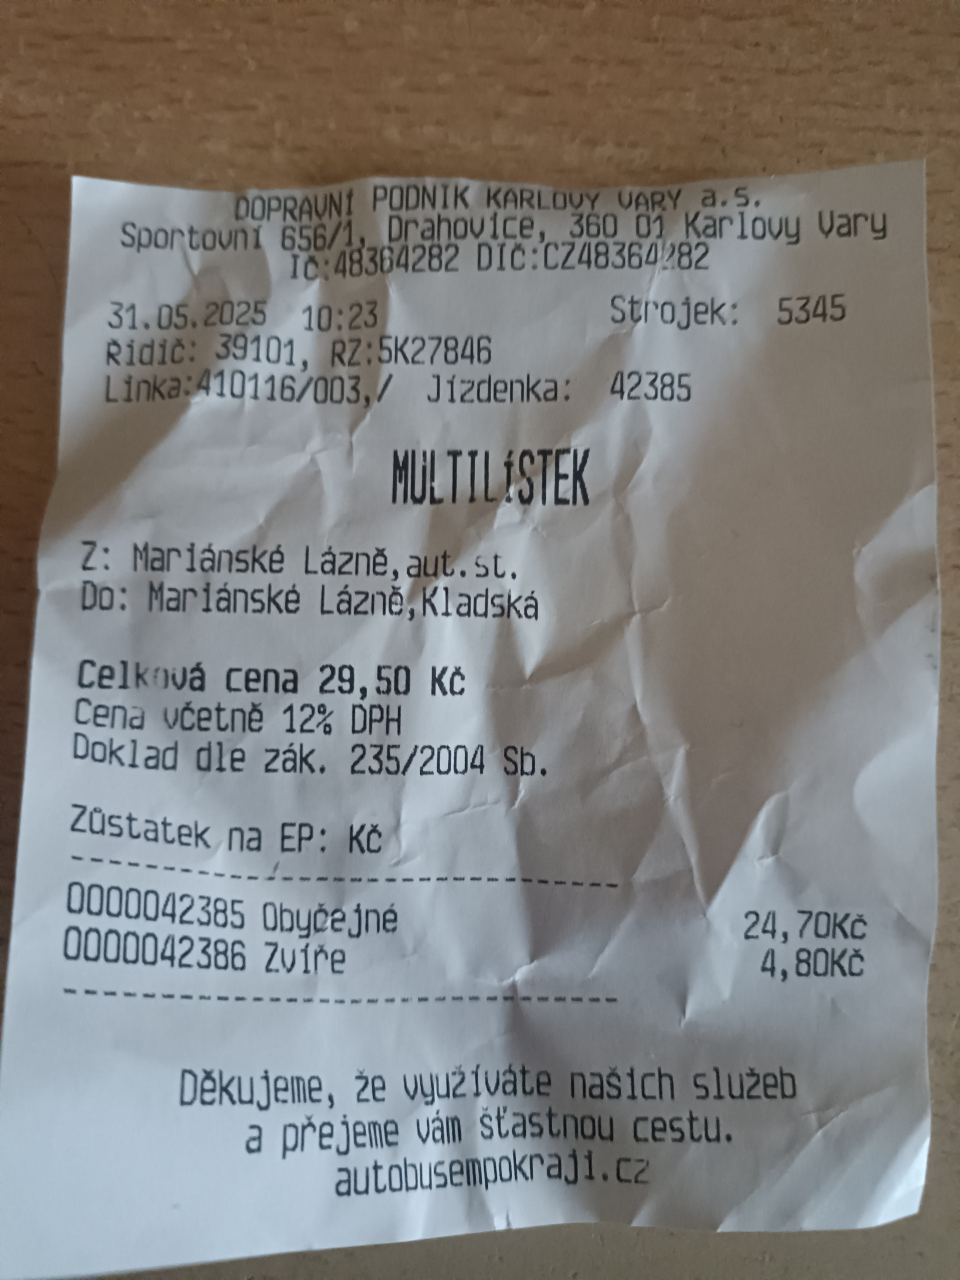 DOPRAVNÍ PODNIK KARLOVY VARY a.s.
Sportovní 656/1, Drahovice, 360 01 Karlovy Vary
IČ:48364282 DIČ:CZ48364282
31.05.2025 10:23 Strojek: 5345
Řidič: 39101, RZ:5K27846
Linka:410116/003,/ Jízdenka: 42385
MULTILÍSTEK
Z: Mariánské Lázně,aut.st.
Do: Mariánské Lázně,Kladská
Celková cena 29,50 Kč
Cena včetně 12% DPH
Doklad dle zák. 235/2004 Sb.
Zůstatek na EP: Kč
0000042385 Obyčejné 24,70Kč
0000042386 Zvíře 4,80Kč
Děkujeme, že využíváte našich služeb
a přejeme vám šťastnou cestu.
autobusempokraji.cz